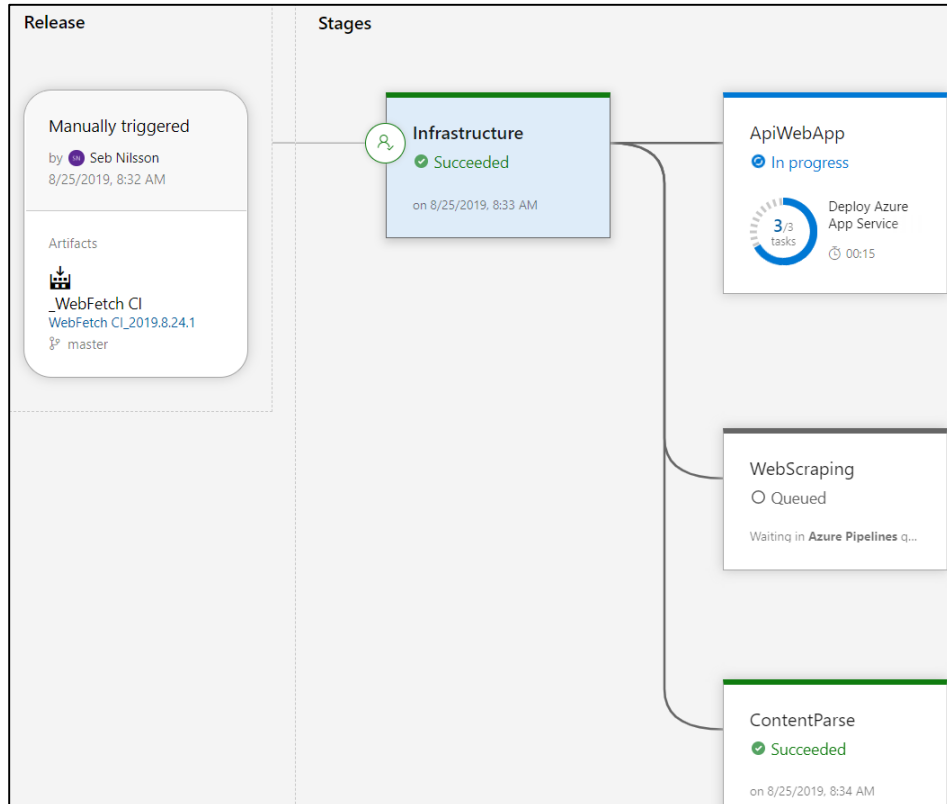 Release
Stages
Manually triggered
by SN Seb Nilsson
8/25/2019, 8:32 AM
Artifacts
_WebFetch CI
WebFetch CI_2019.8.24.1
master
Infrastructure
Succeeded
on 8/25/2019, 8:33 AM
ApiWebApp
In progress
3/3
tasks
Deploy Azure
App Service
00:15
WebScraping
Queued
Waiting in Azure Pipelines q...
ContentParse
Succeeded
on 8/25/2019, 8:34 AM